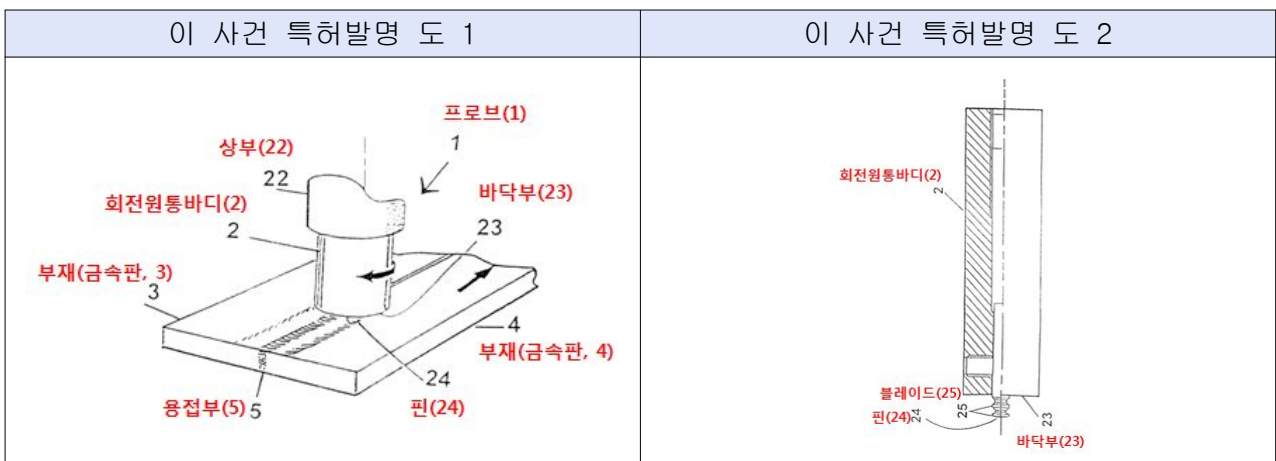 이 사건 특허발명 도 1
이 사건 특허발명 도 2
프로브(1)
1
상부(22)
22
바닥부(23)
23
회전원통바디(2)
2
부재(금속판, 3)
3
4
부재(금속판, 4)
24
핀(24)
용접부(5) 5
회전원통바디(2)
2
블레이드(25)
25
핀(24) 24
23
바닥부(23)